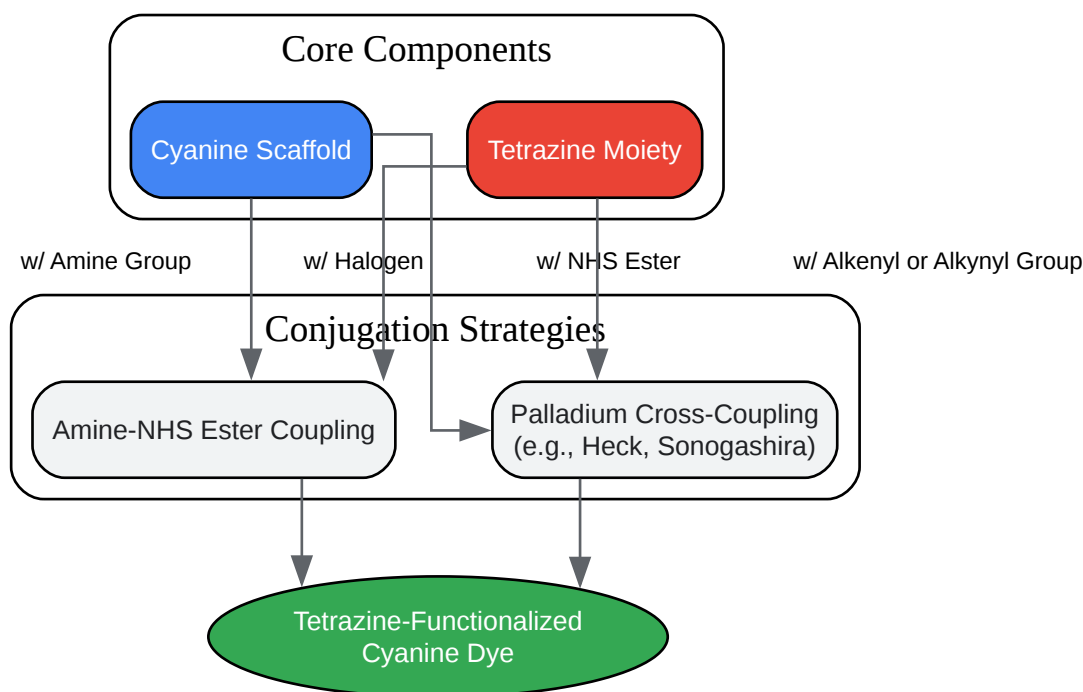 Core Components
Cyanine Scaffold
Tetrazine Moiety
w/ Amine Group
w/ Halogen
w/ NHS Ester
w/ Alkenyl or Alkynyl Group
Conjugation Strategies
Amine-NHS Ester Coupling
Palladium Cross-Coupling
(e.g., Heck, Sonogashira)
Tetrazine-Functionalized
Cyanine Dye